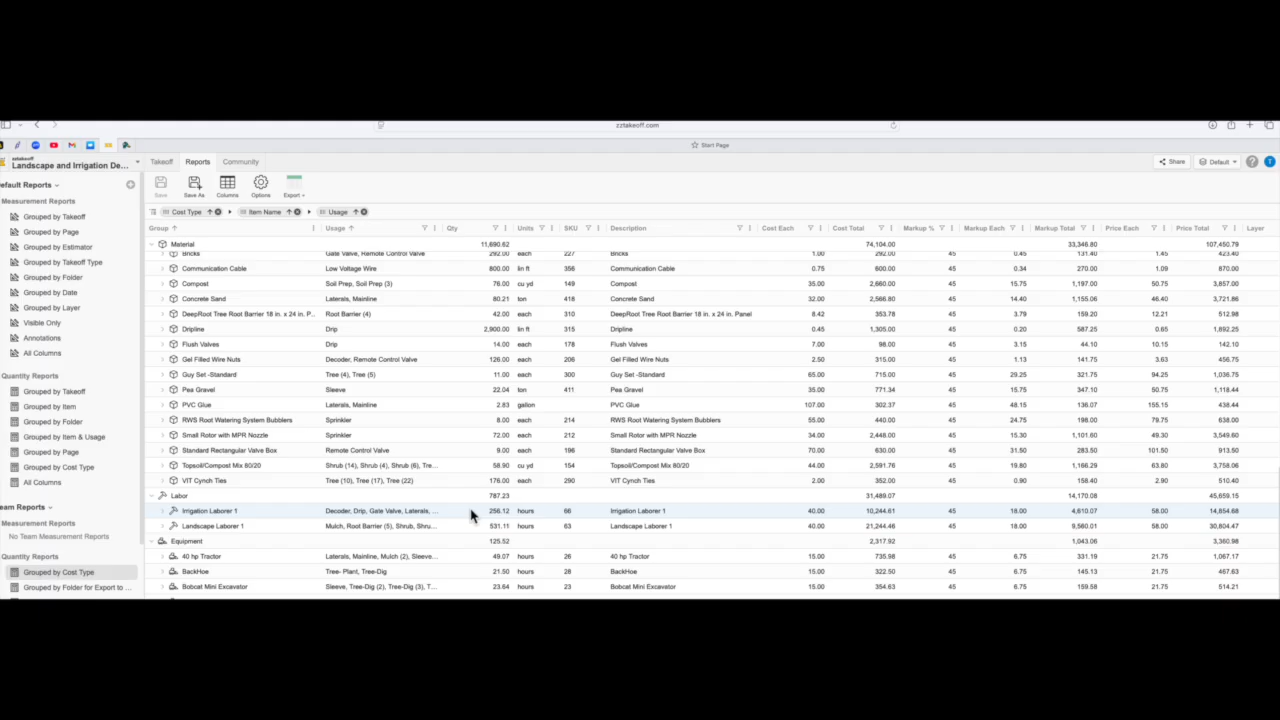 zztakeoff.com
Start Page
zztakeoff
Landscape and Irrigation De...
Takeoff Reports Community
Share Default ? T
efault Reports
Save Save As Columns Options Export
Measurement Reports
Grouped by Takeoff
Grouped by Page
Grouped by Estimator
Grouped by Takeoff Type
Grouped by Folder
Grouped by Date
Grouped by Layer
Visible Only
Annotations
All Columns
Quantity Reports
Grouped by Takeoff
Grouped by Item
Grouped by Folder
Grouped by Item & Usage
Grouped by Page
Grouped by Cost Type
All Columns
eam Reports
Measurement Reports
No Team Measurement Reports
Quantity Reports
Grouped by Cost Type
Grouped by Folder for Export to ...
Cost Type Item Name Usage
Group Usage Qty Units SKU Description Cost Each Cost Total Markup % Markup Each Markup Total Price Each Price Total Layer
Material 11,690.62 74,104.00 33,346.80 107,450.79
Bricks Gate Valve, Remote Control Valve 292.00 each 227 Bricks 1.00 292.00 45 0.45 131.40 1.45 423.40
Communication Cable Low Voltage Wire 800.00 lin ft 356 Communication Cable 0.75 600.00 45 0.34 270.00 1.09 870.00
Compost Soil Prep, Soil Prep (3) 76.00 cu yd 149 Compost 35.00 2,660.00 45 15.75 1,197.00 50.75 3,857.00
Concrete Sand Laterals, Mainline 80.21 ton 418 Concrete Sand 32.00 2,566.80 45 14.40 1,155.06 46.40 3,721.86
DeepRoot Tree Root Barrier 18 in. x 24 in. P... Root Barrier (4) 42.00 each 310 DeepRoot Tree Root Barrier 18 in. x 24 in. Panel 8.42 353.78 45 3.79 159.20 12.21 512.98
Dripline Drip 2,900.00 lin ft 315 Dripline 0.45 1,305.00 45 0.20 587.25 0.65 1,892.25
Flush Valves Drip 14.00 each 178 Flush Valves 7.00 98.00 45 3.15 44.10 10.15 142.10
Gel Filled Wire Nuts Decoder, Remote Control Valve 126.00 each 206 Gel Filled Wire Nuts 2.50 315.00 45 1.13 141.75 3.63 456.75
Guy Set -Standard Tree (4), Tree (5) 11.00 each 300 Guy Set -Standard 65.00 715.00 45 29.25 321.75 94.25 1,036.75
Pea Gravel Sleeve 22.04 ton 411 Pea Gravel 35.00 771.34 45 15.75 347.10 50.75 1,118.44
PVC Glue Laterals, Mainline 2.83 gallon PVC Glue 107.00 302.37 45 48.15 136.07 155.15 438.44
RWS Root Watering System Bubblers Sprinkler 8.00 each 214 RWS Root Watering System Bubblers 55.00 440.00 45 24.75 198.00 79.75 638.00
Small Rotor with MPR Nozzle Sprinkler 72.00 each 212 Small Rotor with MPR Nozzle 34.00 2,448.00 45 15.30 1,101.60 49.30 3,549.60
Standard Rectangular Valve Box Remote Control Valve 9.00 each 196 Standard Rectangular Valve Box 70.00 630.00 45 31.50 283.50 101.50 913.50
Topsoil/Compost Mix 80/20 Shrub (14), Shrub (4), Shrub (6), Tre... 58.90 cu yd 154 Topsoil/Compost Mix 80/20 44.00 2,591.76 45 19.80 1,166.29 63.80 3,758.06
VIT Cynch Ties Tree (10), Tree (17), Tree (22) 176.00 each 290 VIT Cynch Ties 2.00 352.00 45 0.90 158.40 2.90 510.40
Labor 787.23 31,489.07 14,170.08 45,659.15
Irrigation Laborer 1 Decoder, Drip, Gate Valve, Laterals, ... 256.12 hours 66 Irrigation Laborer 1 40.00 10,244.61 45 18.00 4,610.07 58.00 14,854.68
Landscape Laborer 1 Mulch, Root Barrier (5), Shrub, Shru... 531.11 hours 63 Landscape Laborer 1 40.00 21,244.46 45 18.00 9,560.01 58.00 30,804.47
Equipment 125.52 2,317.92 1,043.06 3,360.98
40 hp Tractor Laterals, Mainline, Mulch (2), Sleeve... 49.07 hours 26 40 hp Tractor 15.00 735.98 45 6.75 331.19 21.75 1,067.17
BackHoe Tree- Plant, Tree-Dig 21.50 hours 28 BackHoe 15.00 322.50 45 6.75 145.13 21.75 467.63
Bobcat Mini Excavator Sleeve, Tree-Dig (2), Tree-Dig (3), T... 23.64 hours 23 Bobcat Mini Excavator 15.00 354.63 45 6.75 159.58 21.75 514.21